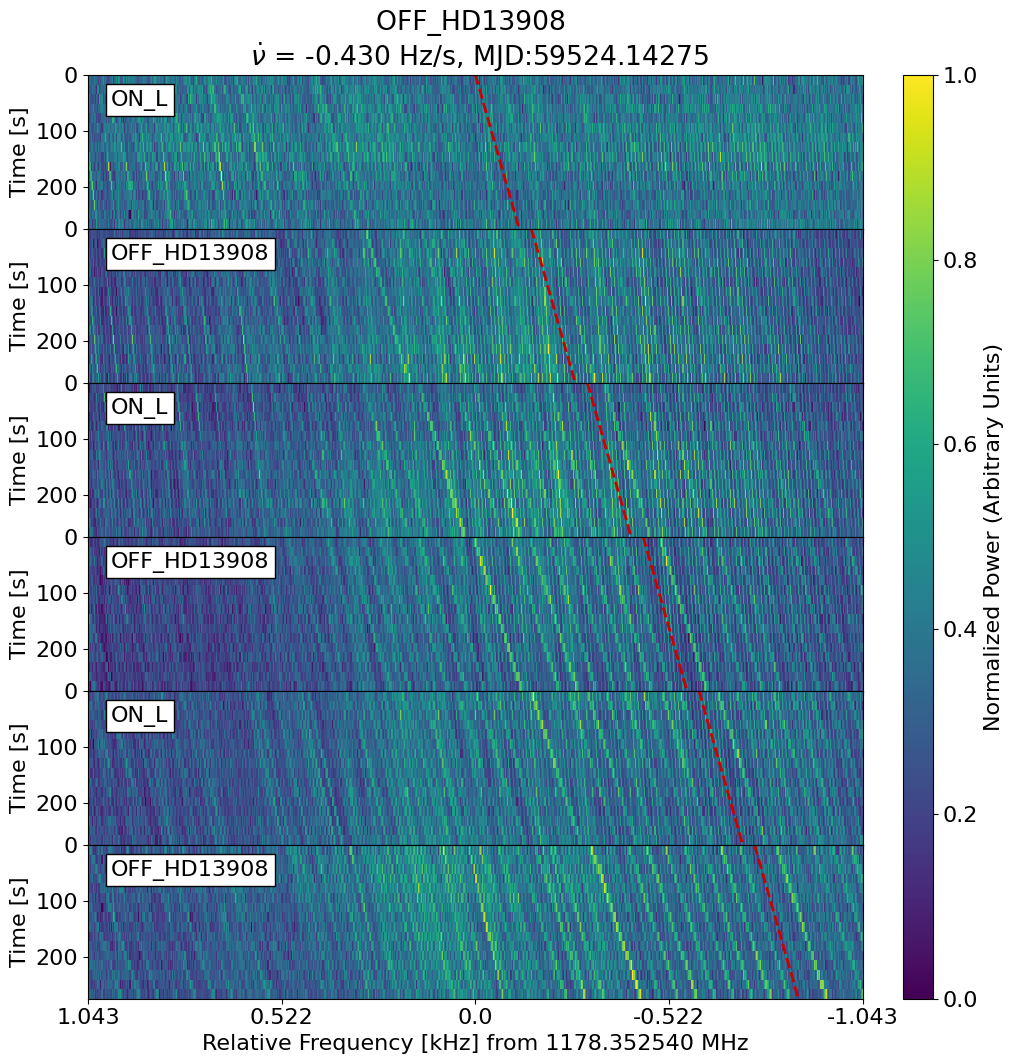 OFF_HD13908
ν̇ = -0.430 Hz/s, MJD:59524.14275
0
100
200
Time [s]
ON_L
0
100
200
Time [s]
OFF_HD13908
0
100
200
Time [s]
ON_L
0
100
200
Time [s]
OFF_HD13908
0
100
200
Time [s]
ON_L
0
100
200
Time [s]
OFF_HD13908
1.043 0.522 0.0 -0.522 -1.043
Relative Frequency [kHz] from 1178.352540 MHz
1.0
0.8
0.6
0.4
0.2
0.0
Normalized Power (Arbitrary Units)